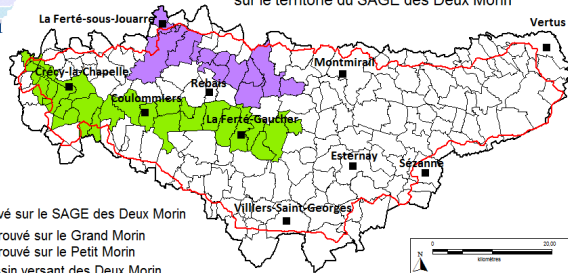 sur le territoire du SAGE des Deux Morin
La Ferté-sous-Jouarre
Vertus
Montmirail
Crécy-la-Chapelle
Rebais
Coulommiers
La Ferté-Gaucher
Esternay
Sézanne
Villiers-Saint-Georges
vé sur le SAGE des Deux Morin
rouvé sur le Grand Morin
rouvé sur le Petit Morin
sin versant des Deux Morin
0 20.00
kilomètres
N